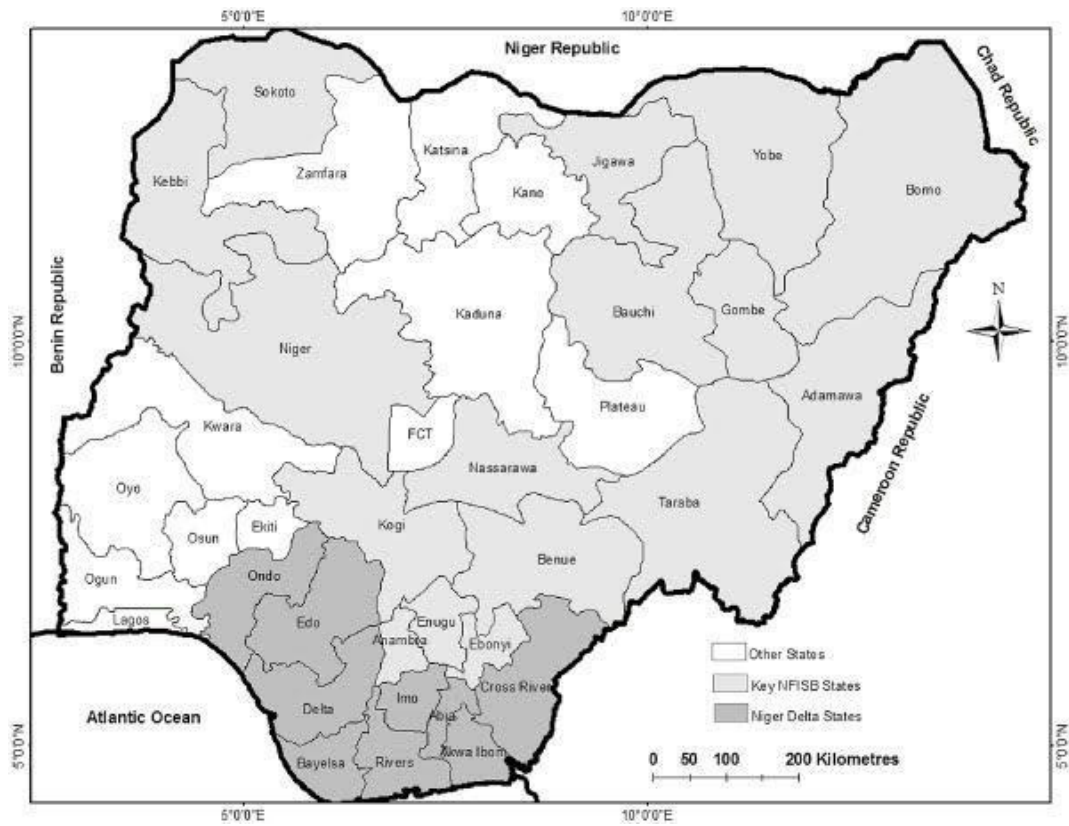 5°0'0"E
10°0'0"E
Niger Republic
Chad Republic
Sokoto
Katsina
Yobe
Jigawa
Zamfara
Kebbi
Kano
Borno
Benin Republic
N
Bauchi
Gombe
Kaduna
10°0'0"N
10°0'0"N
Niger
Adamawa
Plateau
Kwara
FCT
Cameroon Republic
Nassarawa
Oyo
Taraba
Kogi
Ekiti
Osun
Benue
Ogun
Ondo
Lagos
Edo
Enugu
Anambra
Ebonyi
Other States
Cross River
Key NFISB States
Imo
Delta
Abia
Niger Delta States
Atlantic Ocean
5°0'0"N
5°0'0"N
Akwa Ibom
Bayelsa
Rivers
0 50 100 200 Kilometres
5°0'0"E
10°0'0"E